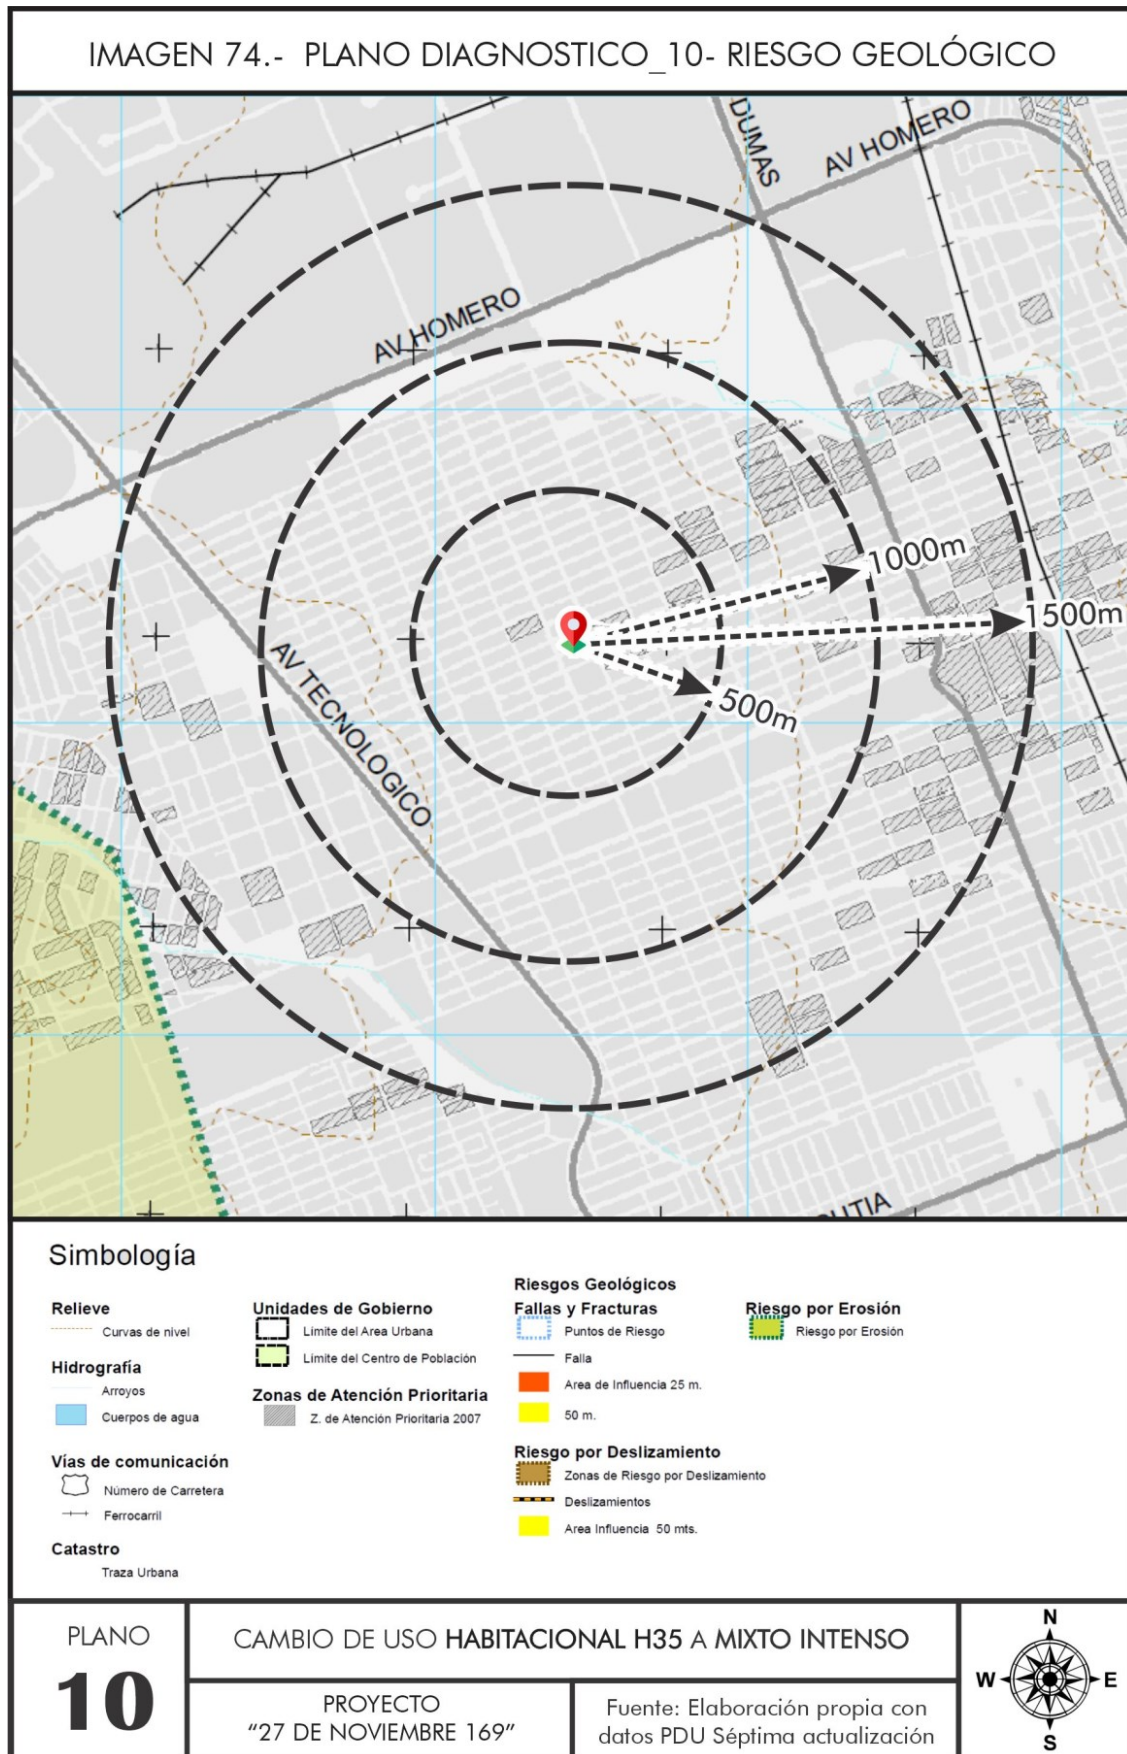 IMAGEN 74.- PLANO DIAGNOSTICO_10- RIESGO GEOLÓGICO
DUMAS
AV HOMERO
AV HOMERO
1000m
1500m
500m
AV TECNOLOGICO
Simbología
Relieve
Curvas de nivel
Hidrografía
Arroyos
Cuerpos de agua
Vías de comunicación
Número de Carretera
Ferrocarril
Catastro
Traza Urbana
Unidades de Gobierno
Limite del Area Urbana
Limite del Centro de Población
Zonas de Atención Prioritaria
Z. de Atención Prioritaria 2007
Riesgos Geológicos
Fallas y Fracturas
Puntos de Riesgo
Falla
Area de Influencia 25 m.
50 m.
Riesgo por Deslizamiento
Zonas de Riesgo por Deslizamiento
Deslizamientos
Area Influencia 50 mts.
Riesgo por Erosión
Riesgo por Erosión
PLANO
10
CAMBIO DE USO HABITACIONAL H35 A MIXTO INTENSO
PROYECTO
“27 DE NOVIEMBRE 169”
Fuente: Elaboración propia con
datos PDU Séptima actualización
N
W
E
S